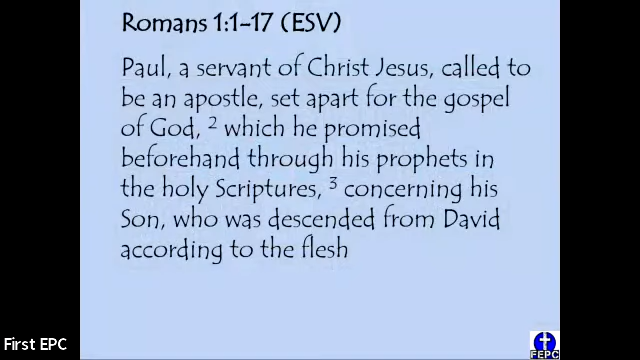 Romans 1:1-17 (ESV)
Paul, a servant of Christ Jesus, called to
be an apostle, set apart for the gospel
of God, 2 which he promised
beforehand through his prophets in
the holy Scriptures, 3 concerning his
Son, who was descended from David
according to the flesh
First EPC
FEPC